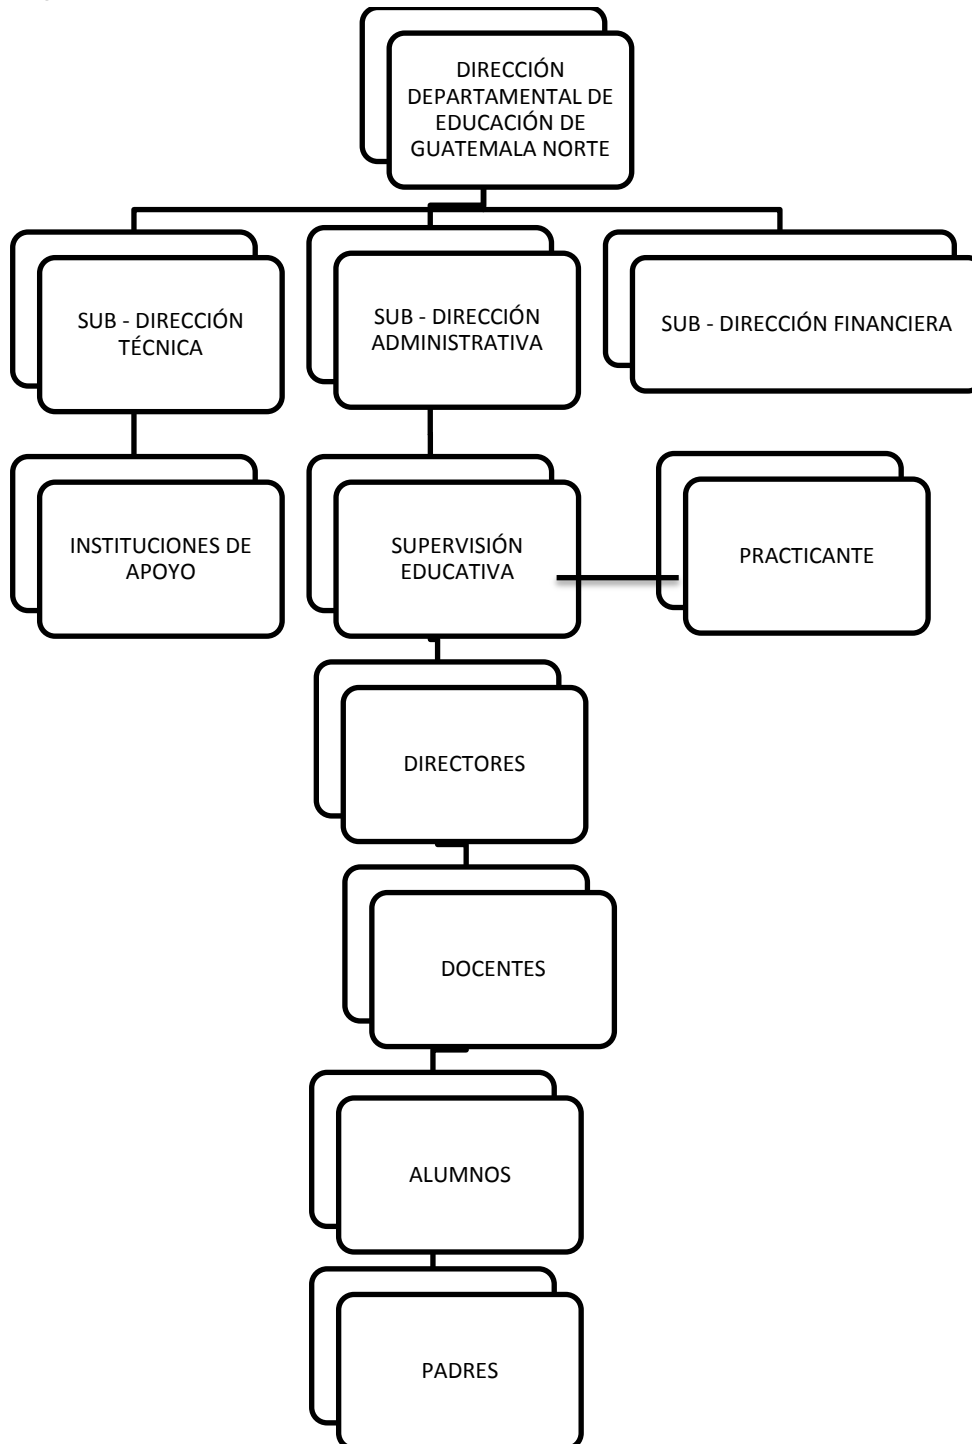 DIRECCIÓN
DEPARTAMENTAL DE
EDUCACIÓN DE
GUATEMALA NORTE
SUB - DIRECCIÓN
TÉCNICA
SUB - DIRECCIÓN
ADMINISTRATIVA
SUB - DIRECCIÓN FINANCIERA
INSTITUCIONES DE
APOYO
SUPERVISIÓN
EDUCATIVA
PRACTICANTE
DIRECTORES
DOCENTES
ALUMNOS
PADRES